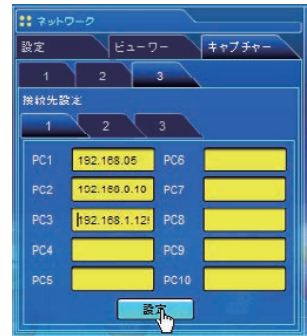 ネットワーク
設定 ビューワー キャプチャー
1 2 3
接続先設定
1 2 3
PC1 192.168.05 PC6
PC2 192.168.0.10 PC7
PC3 192.168.1.125 PC8
PC4 PC9
PC5 PC10
設定